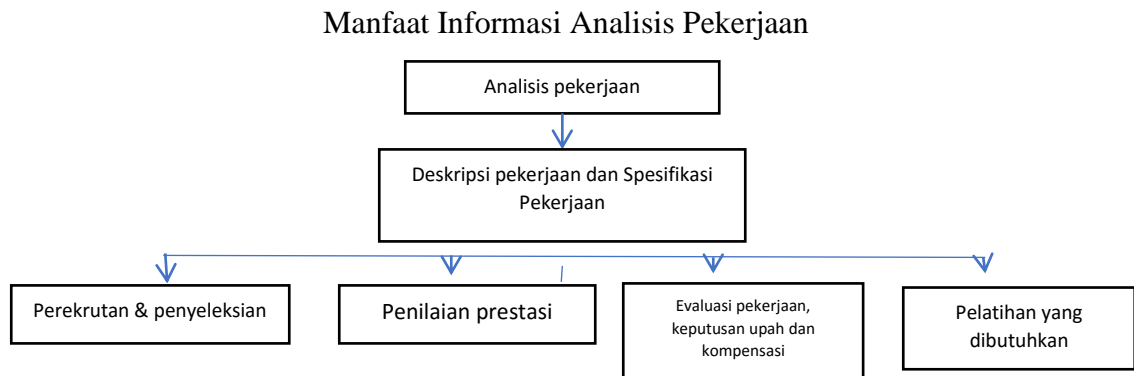 Manfaat Informasi Analisis Pekerjaan
Analisis pekerjaan
Deskripsi pekerjaan dan Spesifikasi
Pekerjaan
Perekrutan & penyeleksian
Penilaian prestasi
Evaluasi pekerjaan,
keputusan upah dan
kompensasi
Pelatihan yang
dibutuhkan